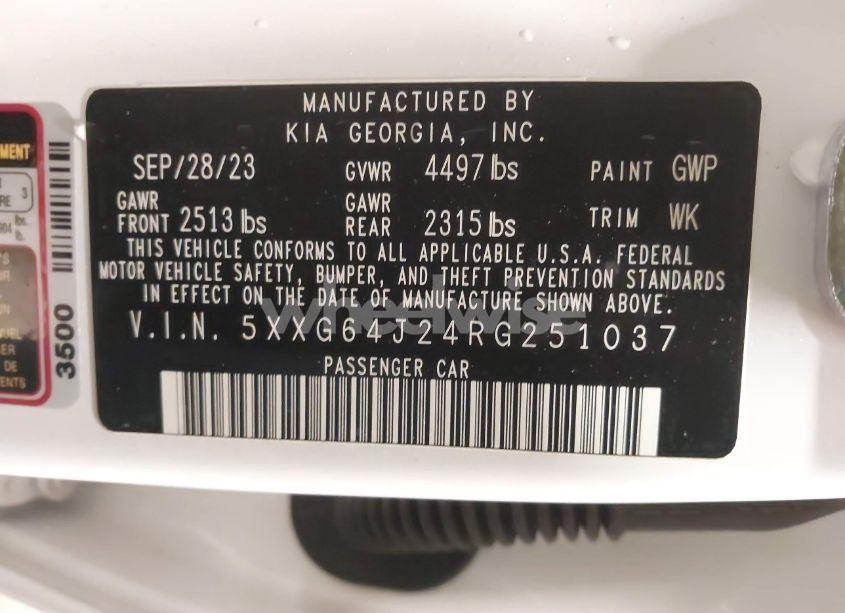 MANUFACTURED BY
KIA GEORGIA, INC.
SEP/28/23 GVWR 4497 lbs PAINT GWP
GAWR FRONT 2513 lbs GAWR REAR 2315 lbs TRIM WK
THIS VEHICLE CONFORMS TO ALL APPLICABLE U.S.A. FEDERAL
MOTOR VEHICLE SAFETY, BUMPER, AND THEFT PREVENTION STANDARDS
IN EFFECT ON THE DATE OF MANUFACTURE SHOWN ABOVE.
V.I.N. 5XXG64J24RG251037
PASSENGER CAR
wheelwise
3500